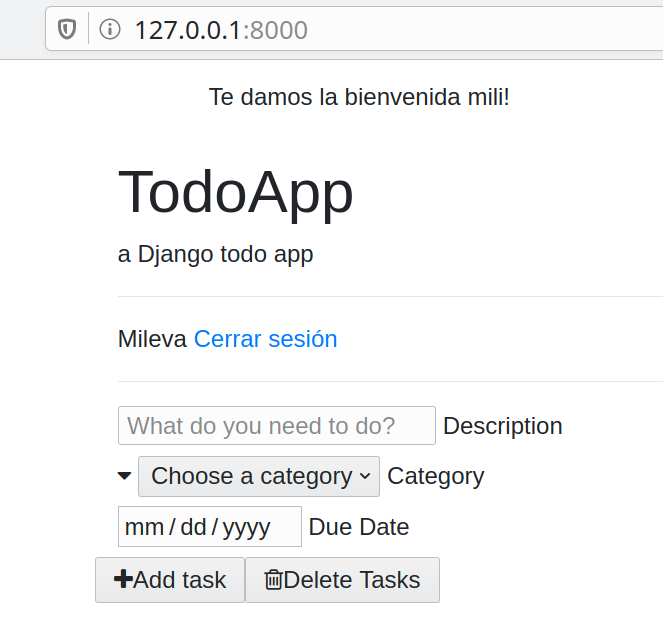 127.0.0.1:8000
Te damos la bienvenida mili!
TodoApp
a Django todo app
Mileva Cerrar sesión
What do you need to do? Description
Choose a category Category
mm / dd / yyyy Due Date
Add task Delete Tasks